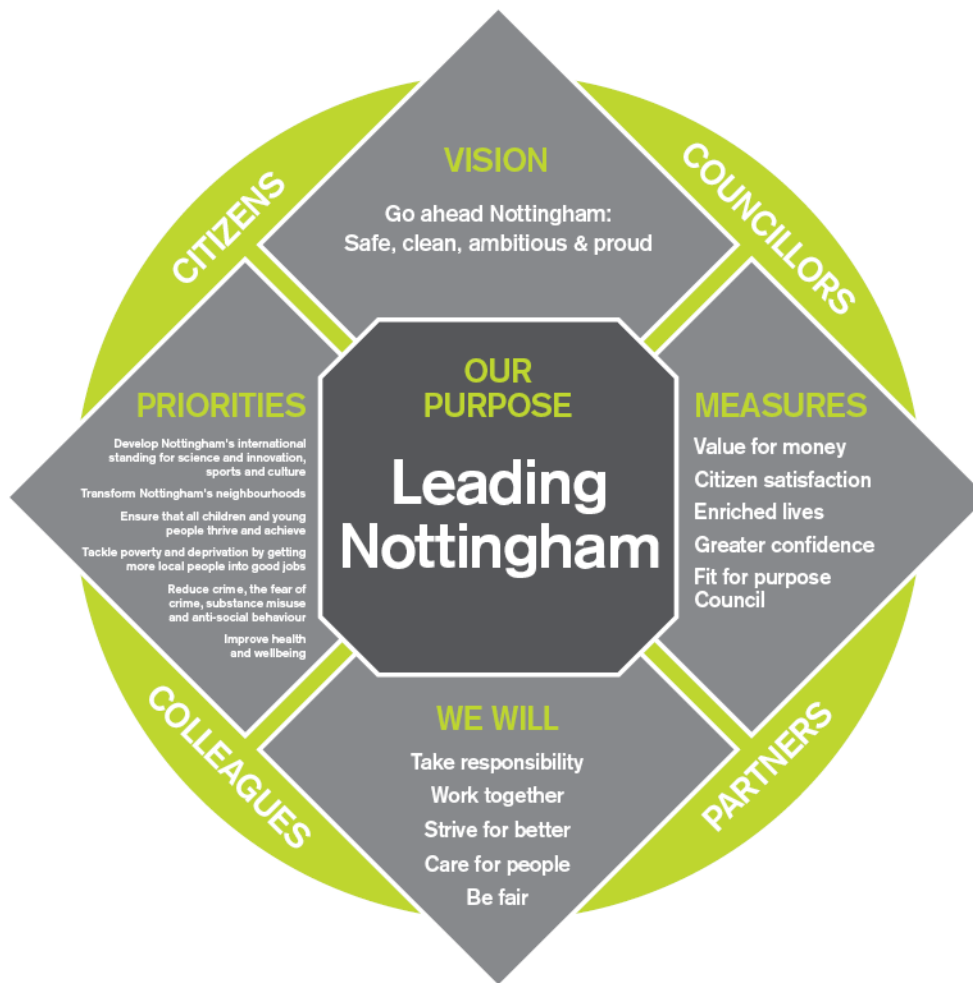 CITIZENS
COUNCILLORS
VISION
Go ahead Nottingham:
Safe, clean, ambitious & proud
PRIORITIES
Develop Nottingham's international
standing for science and innovation,
sports and culture
Transform Nottingham's neighbourhoods
Ensure that all children and young
people thrive and achieve
Tackle poverty and deprivation by getting
more local people into good jobs
Reduce crime, the fear of
crime, substance misuse
and anti-social behaviour
Improve health
and wellbeing
OUR
PURPOSE
Leading
Nottingham
MEASURES
Value for money
Citizen satisfaction
Enriched lives
Greater confidence
Fit for purpose
Council
WE WILL
Take responsibility
Work together
Strive for better
Care for people
Be fair
COLLEAGUES
PARTNERS